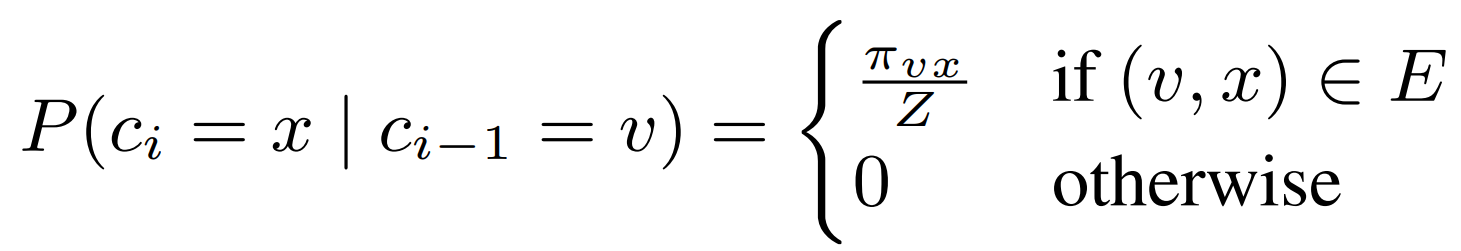 P(c_i = x | c_{i−1} = v) = { π_{vx}/Z if (v, x) ∈ E
0 otherwise